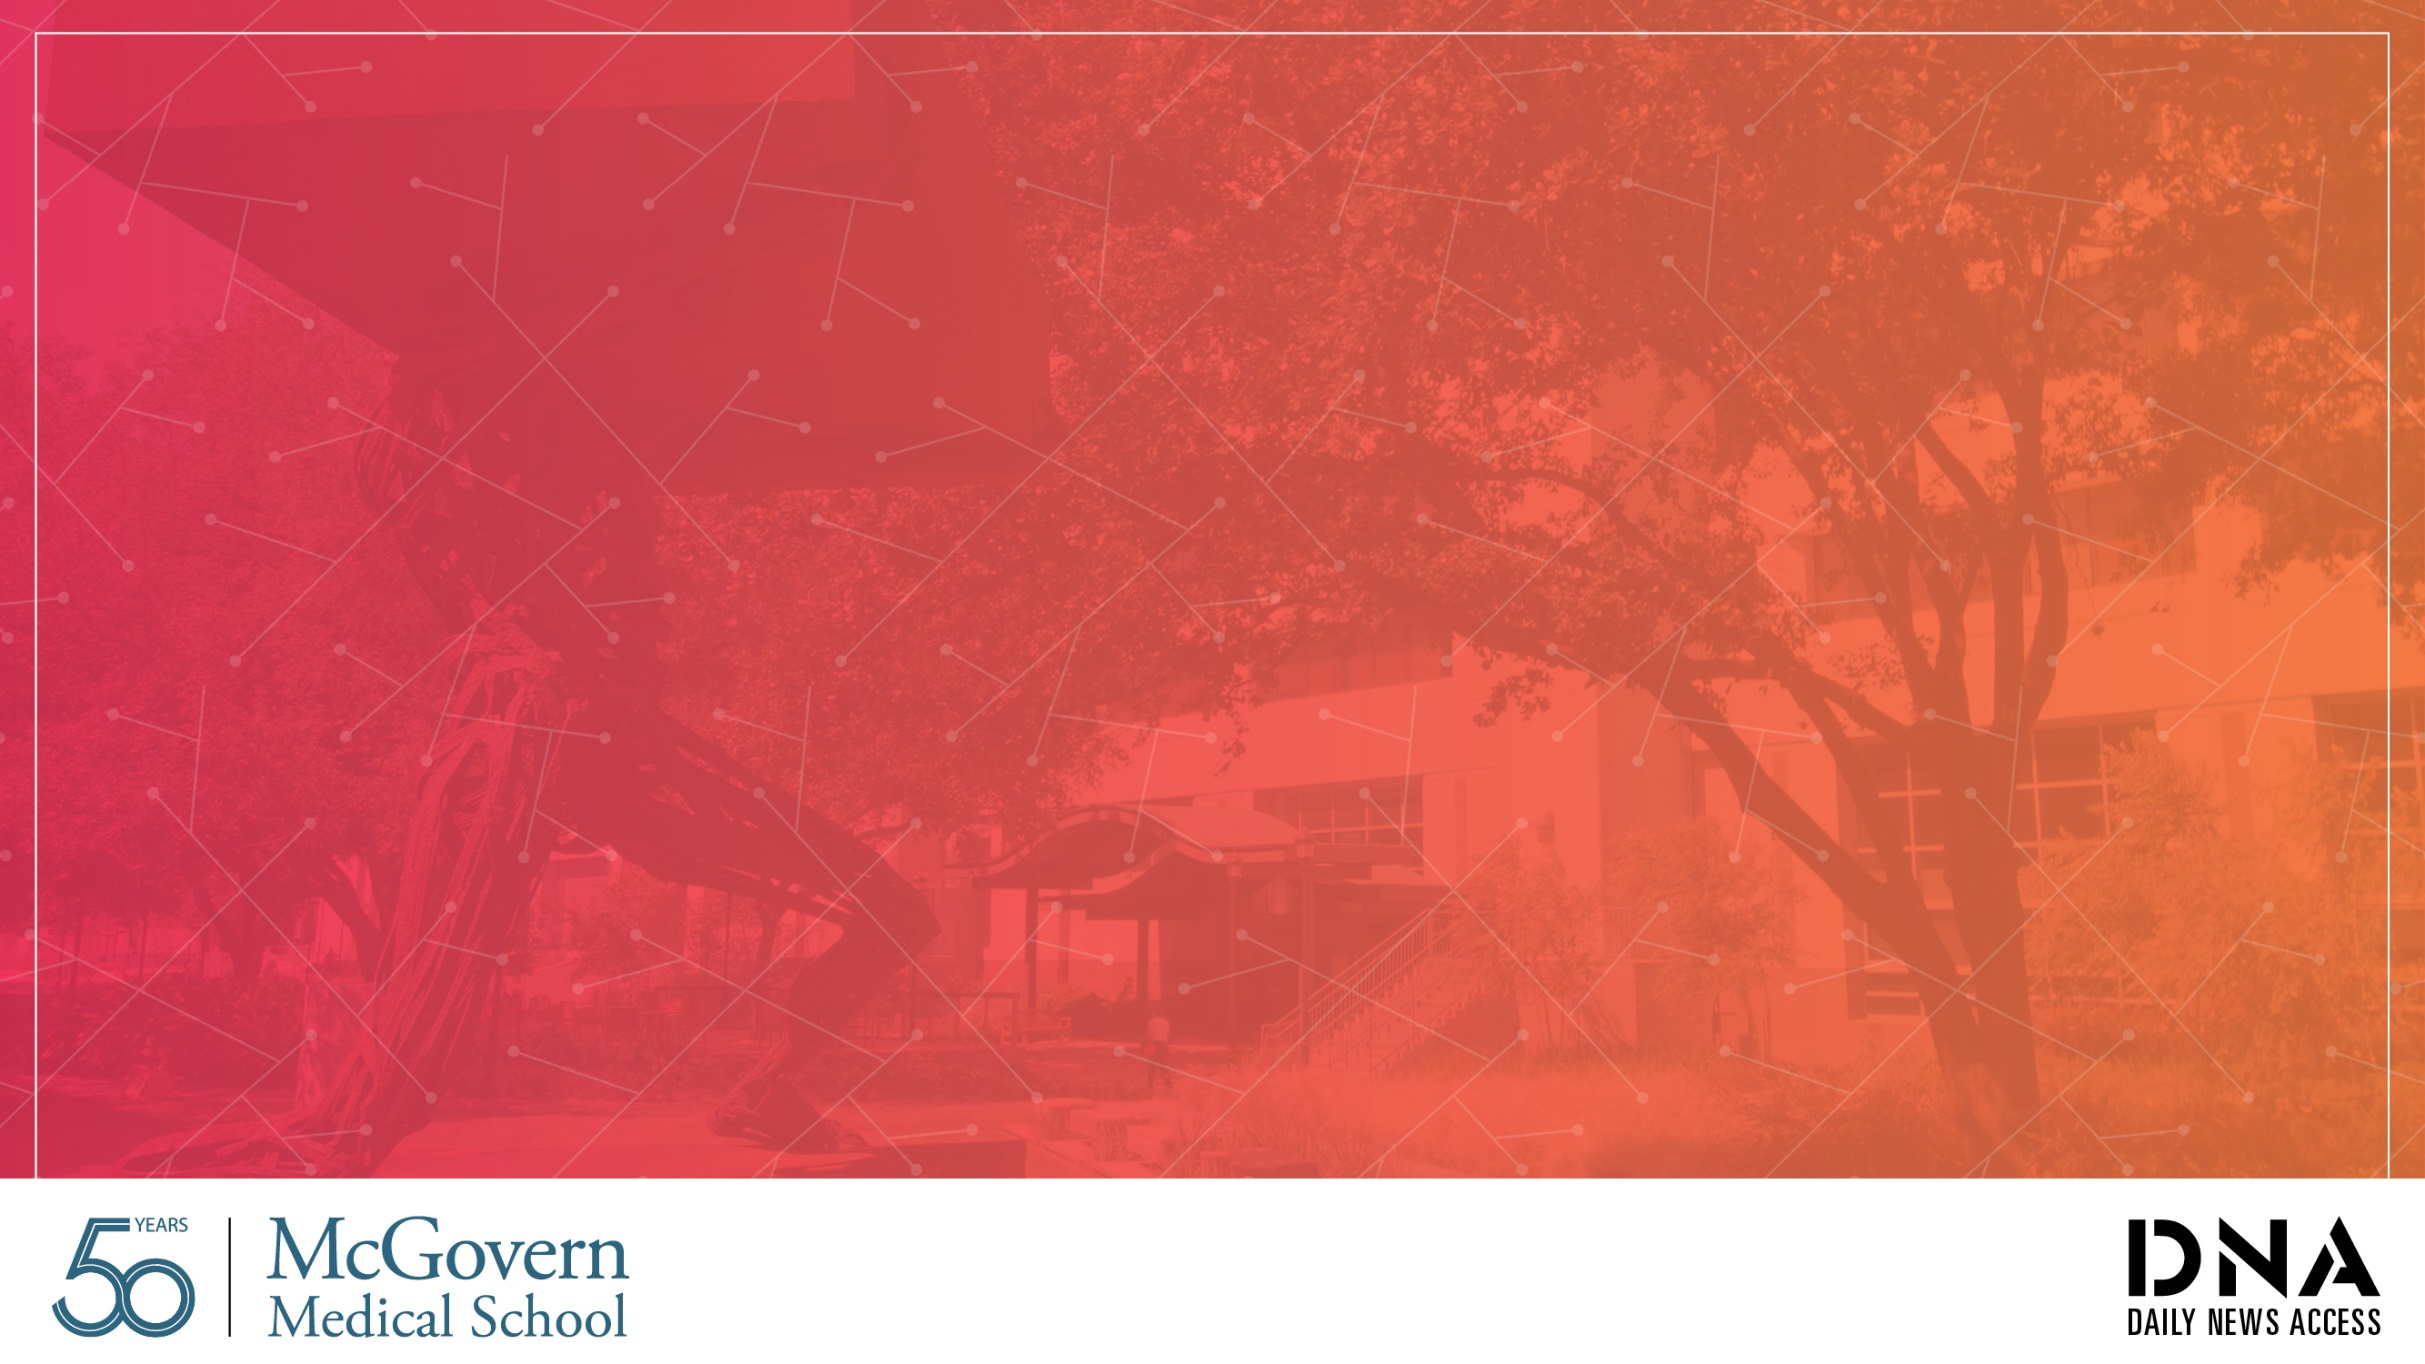 50 YEARS
McGovern
Medical School
DNA
DAILY NEWS ACCESS